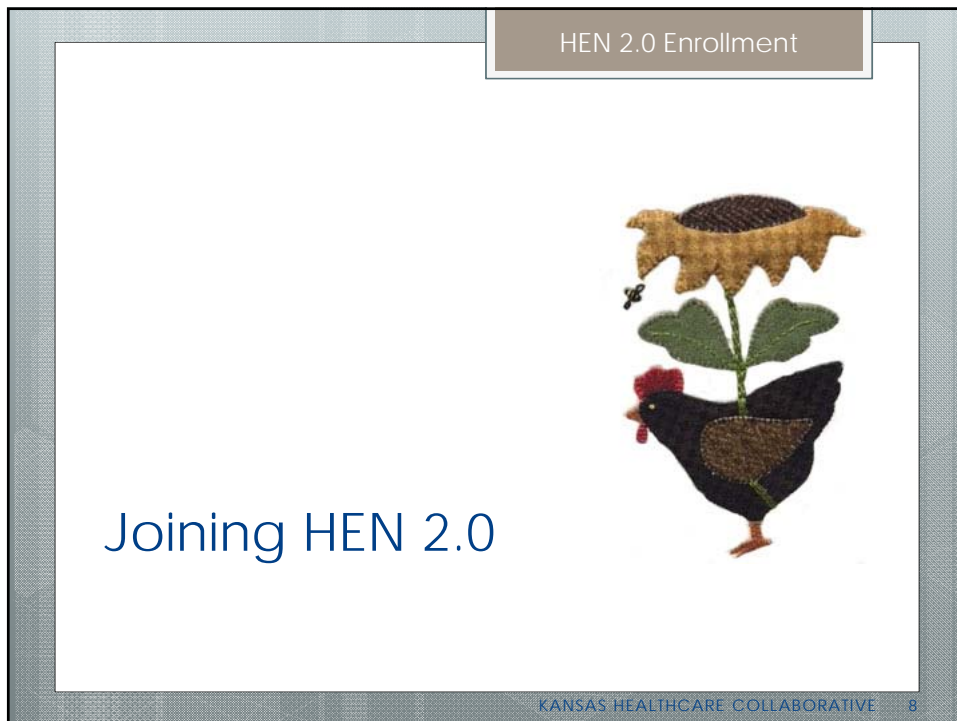 HEN 2.0 Enrollment
Joining HEN 2.0
KANSAS HEALTHCARE COLLABORATIVE 8